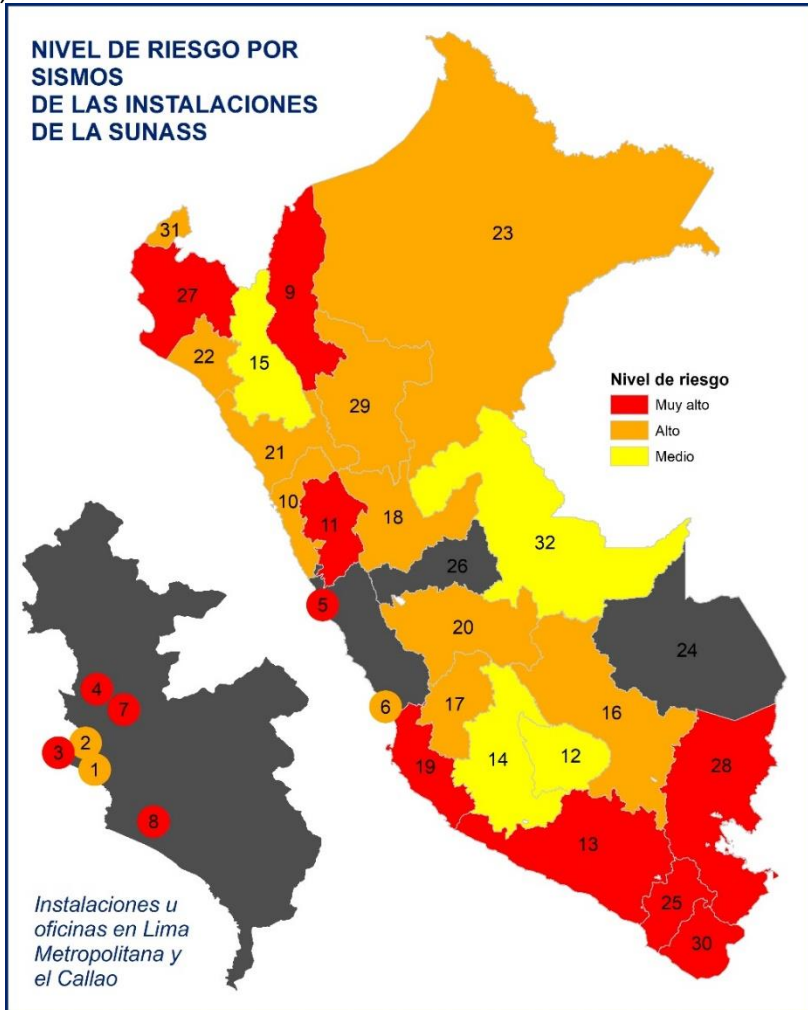 NIVEL DE RIESGO POR
SISMOS
DE LAS INSTALACIONES
DE LA SUNASS
31
23
27
9
22
15
Nivel de riesgo
Muy alto
Alto
Medio
29
21
10
11
18
32
26
5
24
20
4
7
6
17
16
3
2
1
19
14
12
28
8
13
25
30
Instalaciones u
oficinas en Lima
Metropolitana y
el Callao